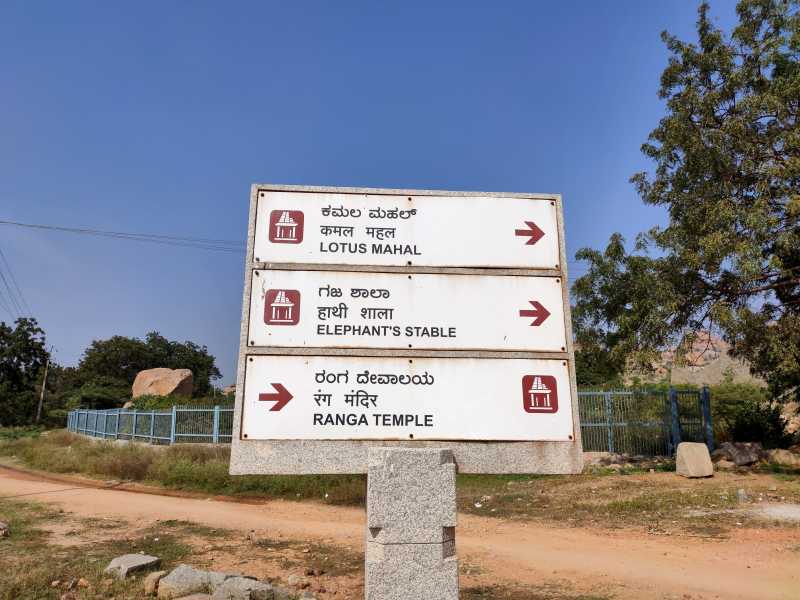 ಕಮಲ ಮಹಲ್
कमल महल
LOTUS MAHAL
ಗಜ ಶಾಲಾ
हाथी शाला
ELEPHANT'S STABLE
ರಂಗ ದೇವಾಲಯ
रंग मंदिर
RANGA TEMPLE